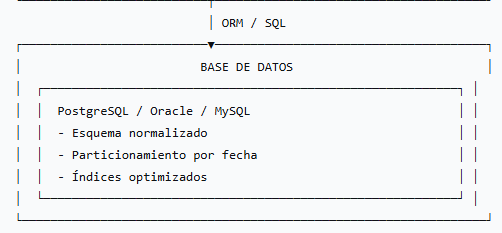 ORM / SQL
BASE DE DATOS
PostgreSQL / Oracle / MySQL
- Esquema normalizado
- Particionamiento por fecha
- Índices optimizados